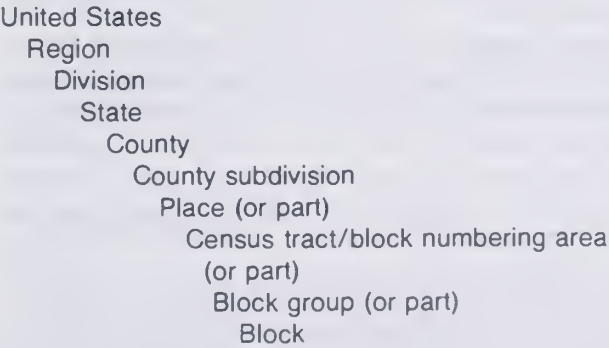 United States
Region
Division
State
County
County subdivision
Place (or part)
Census tract/block numbering area
(or part)
Block group (or part)
Block